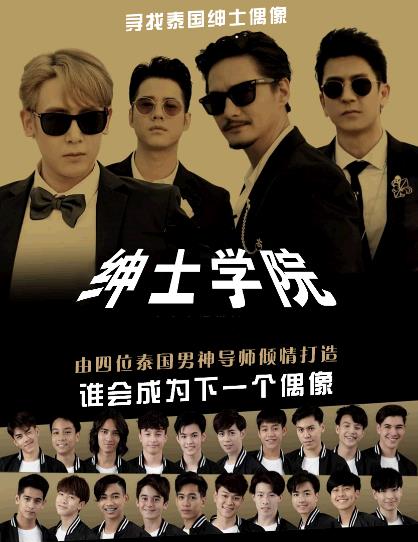 寻找泰国绅士偶像
绅士学院
由四位泰国男神导师倾情打造
谁会成为下一个偶像